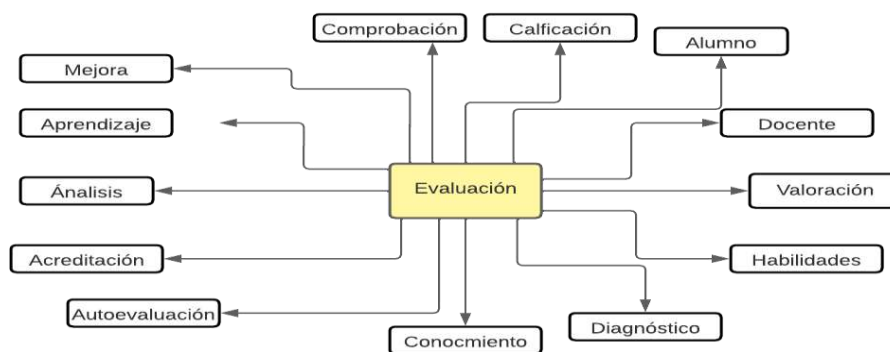 Comprobación
Calficación
Alumno
Mejora
Aprendizaje
Docente
Evaluación
Ánalisis
Valoración
Acreditación
Habilidades
Autoevaluación
Conocmiento
Diagnóstico